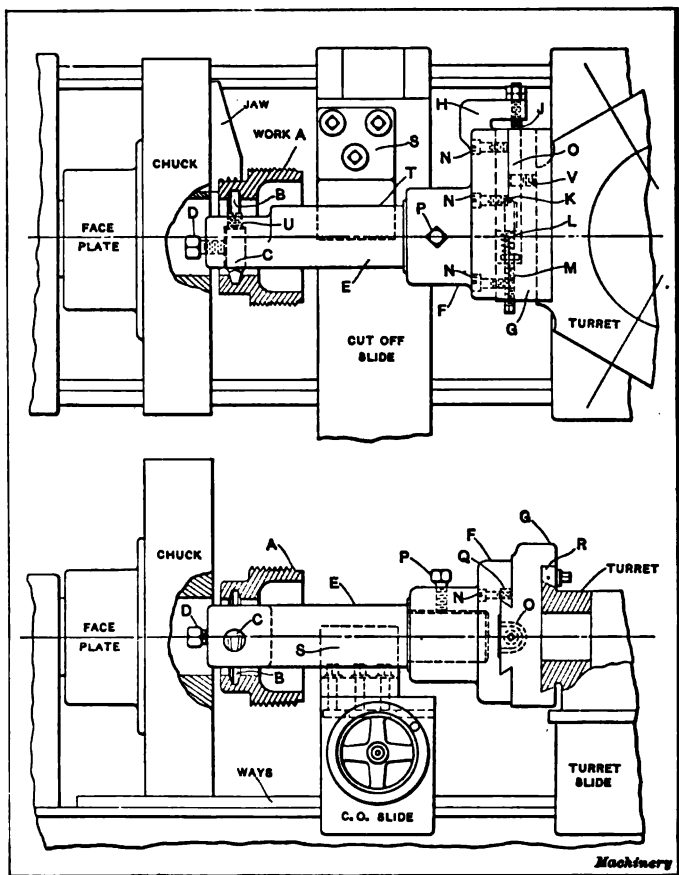 H
J
JAW
WORK A
S
O
CHUCK
N
V
B
T
K
D
U
P
N
L
FACE
PLATE
C
N
M
E
F
G
TURRET
CUT OFF
SLIDE
G
F
R
CHUCK
A
P
Q
TURRET
E
N
D
C
O
FACE
PLATE
S
B
WAYS
TURRET
SLIDE
C.O. SLIDE
Machinery